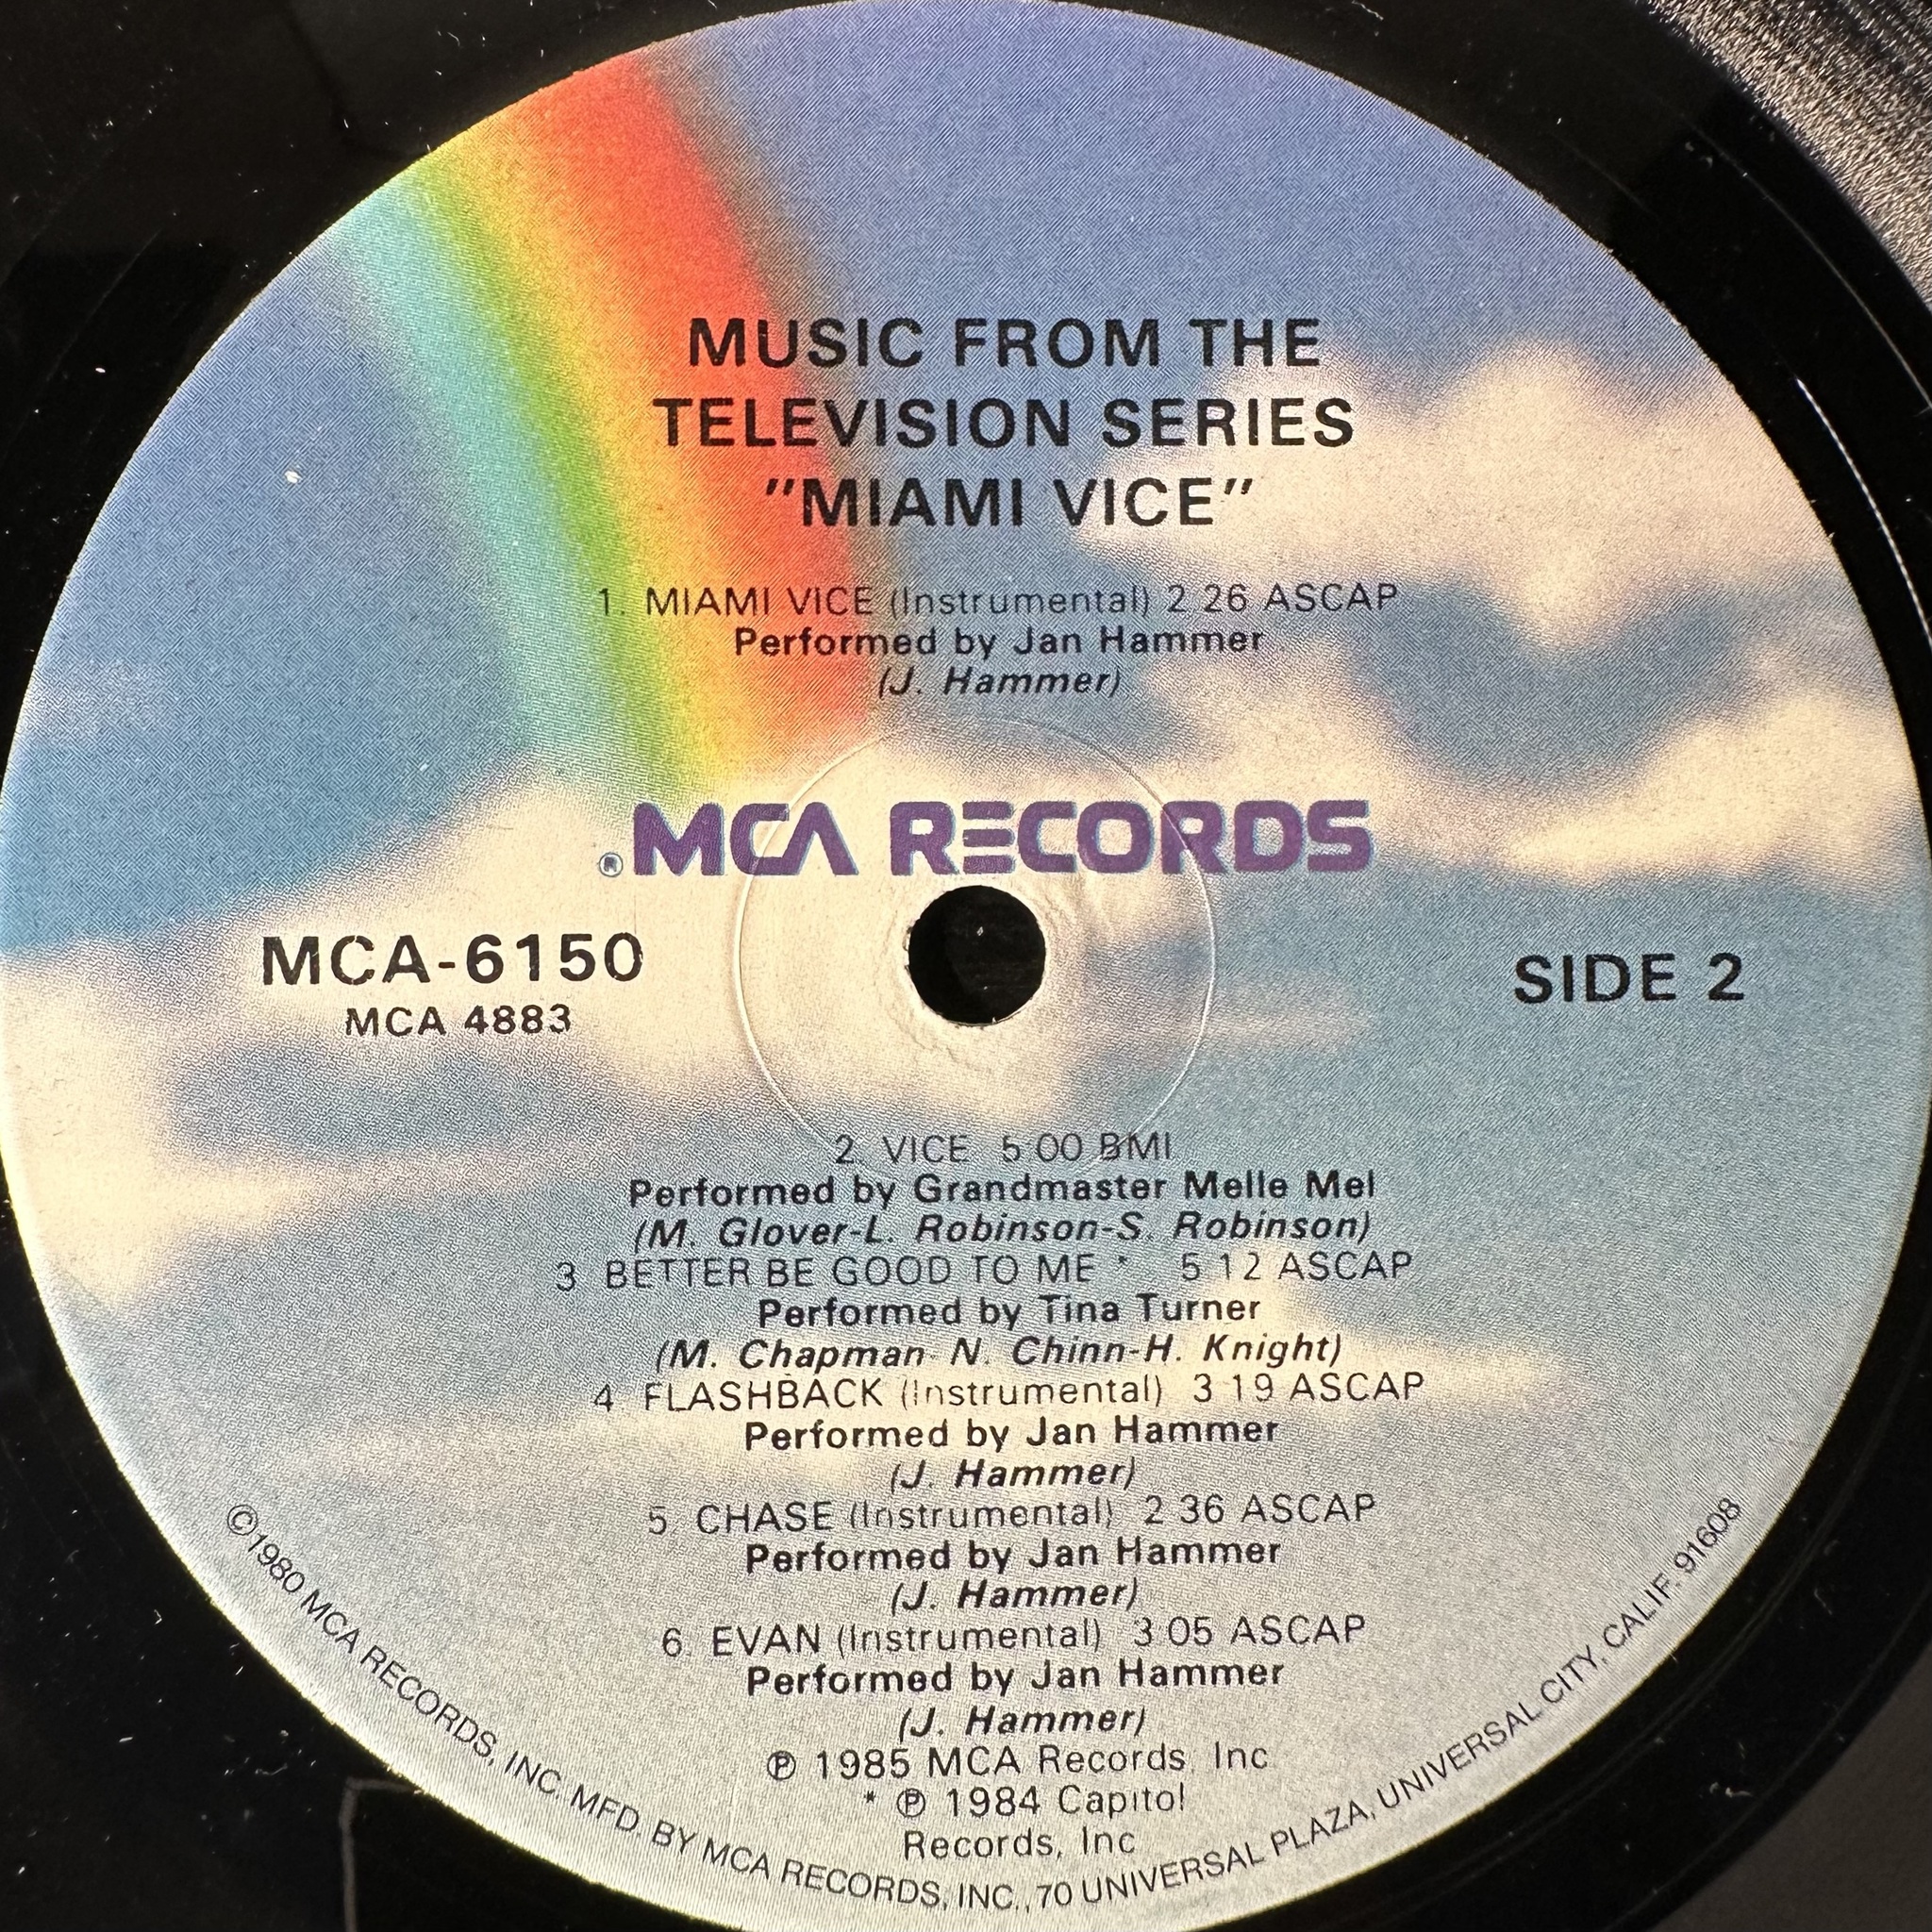 MUSIC FROM THE
TELEVISION SERIES
"MIAMI VICE"
1. MIAMI VICE (Instrumental) 2 26 ASCAP
Performed by Jan Hammer
(J. Hammer)
® MCA RECORDS
MCA-6150
MCA 4883
SIDE 2
2. VICE 5 00 BMI
Performed by Grandmaster Melle Mel
(M. Glover-L. Robinson-S. Robinson)
3 BETTER BE GOOD TO ME * 5 12 ASCAP
Performed by Tina Turner
(M. Chapman- N. Chinn-H. Knight)
4 FLASHBACK (Instrumental) 3 19 ASCAP
Performed by Jan Hammer
(J. Hammer)
5. CHASE (Instrumental) 2 36 ASCAP
Performed by Jan Hammer
(J. Hammer)
6. EVAN (Instrumental) 3 05 ASCAP
Performed by Jan Hammer
(J. Hammer)
℗ 1985 MCA Records, Inc
* ℗ 1984 Capitol
Records, Inc
©1980 MCA RECORDS, INC. MFD. BY MCA RECORDS, INC., 70 UNIVERSAL PLAZA, UNIVERSAL CITY, CALIF. 91608